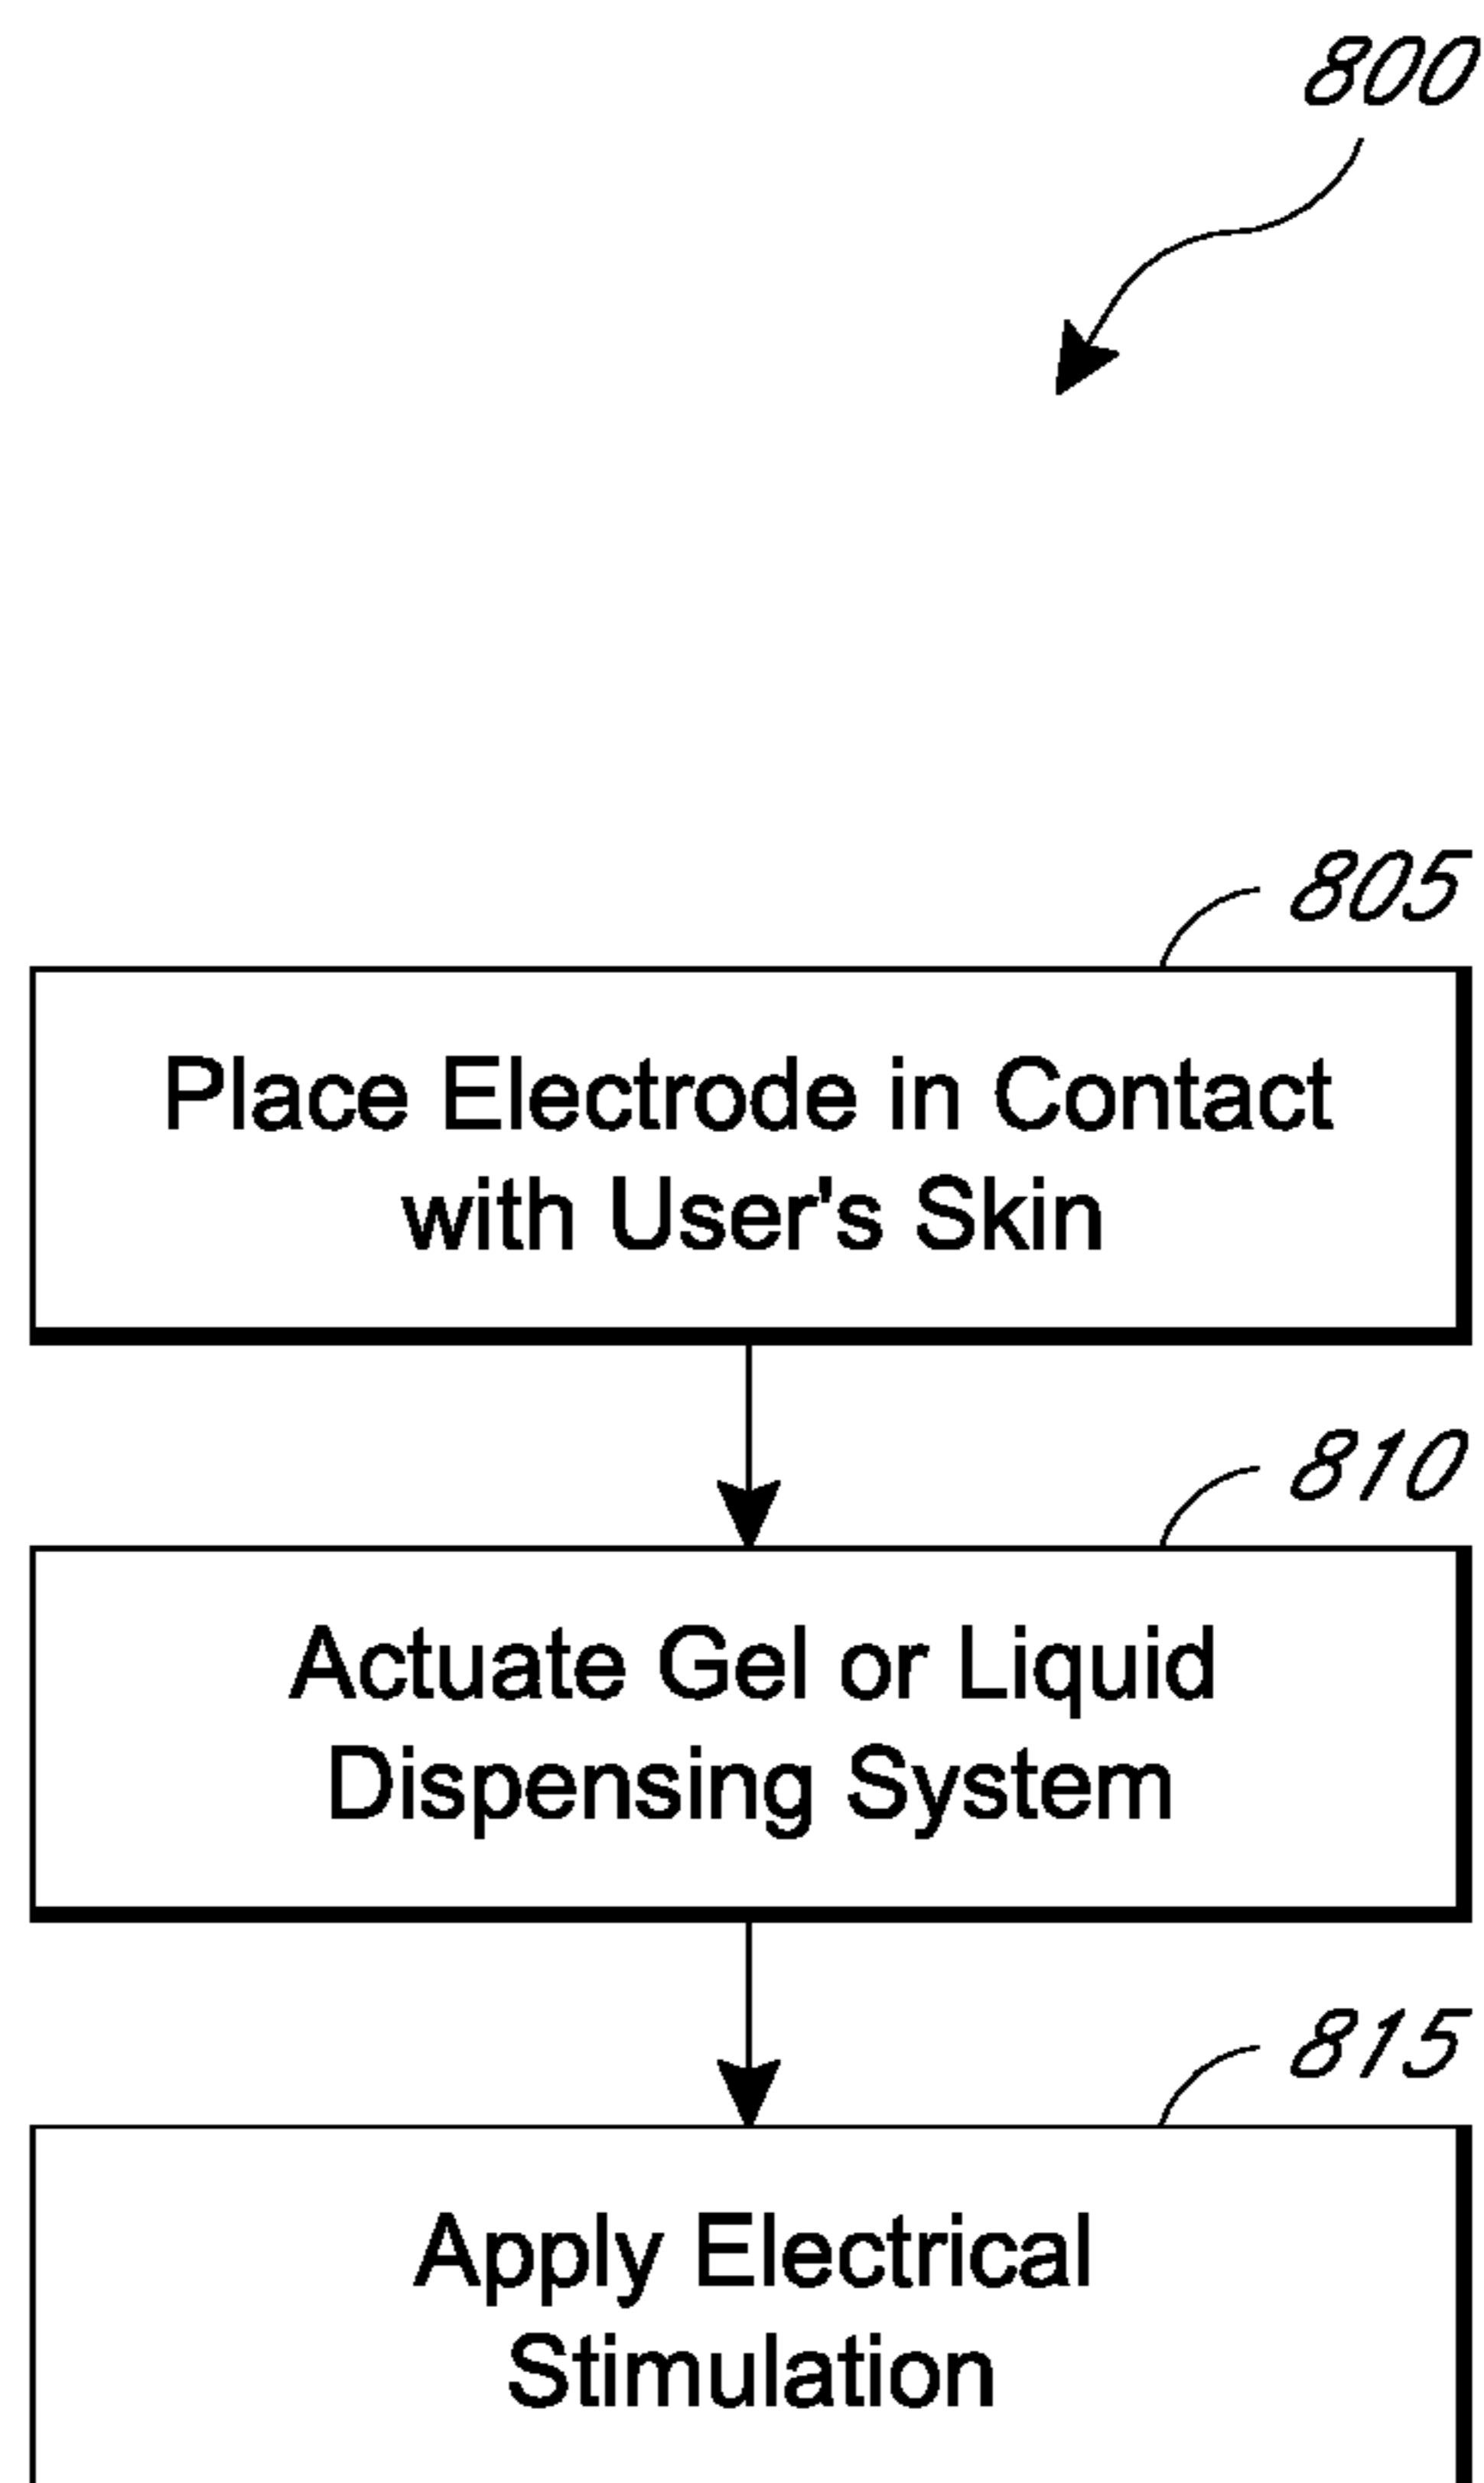 800
805
Place Electrode in Contact
with User's Skin
810
Actuate Gel or Liquid
Dispensing System
815
Apply Electrical
Stimulation